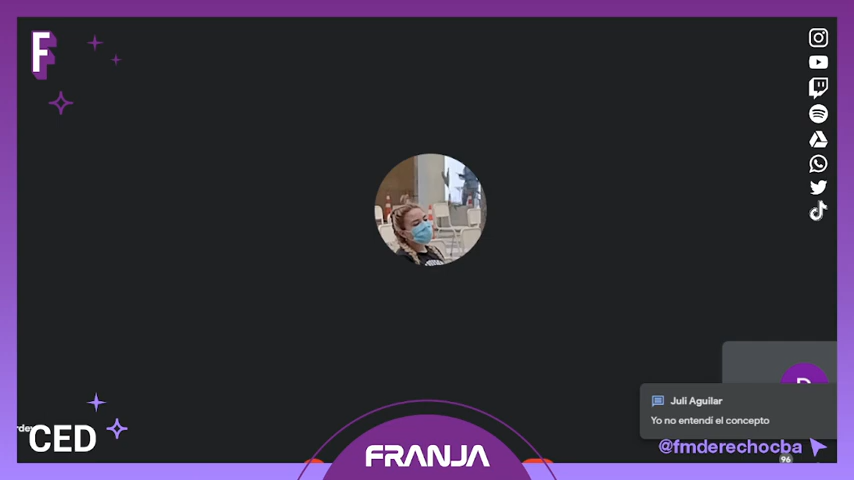 F
Juli Aguilar
Yo no entendí el concepto
CED
@fmderechocba
FRANJA
96